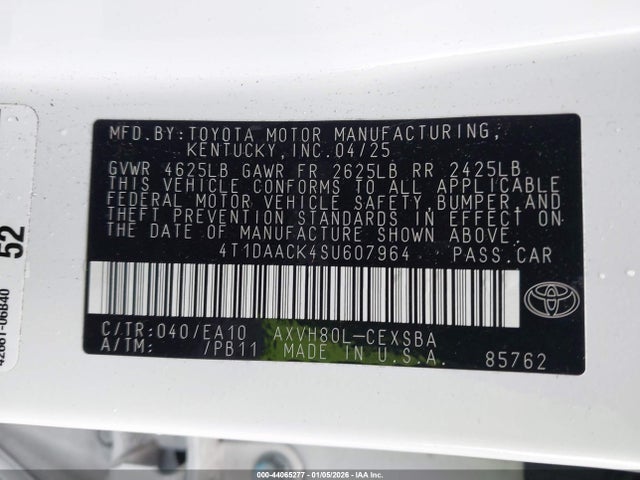 MFD.BY:TOYOTA MOTOR MANUFACTURING,
KENTUCKY,INC.04/25
GVWR 4625LB GAWR FR 2625LB RR 2425LB
THIS VEHICLE CONFORMS TO ALL APPLICABLE
FEDERAL MOTOR VEHICLE SAFETY,BUMPER,AND
THEFT PREVENTION STANDARDS IN EFFECT ON
THE DATE OF MANUFACTURE SHOWN ABOVE.
4T1DAACK4SU607964 PASS.CAR
C/TR:040/EA10 AXVH80L-CEXSBA
A/TM: /PB11 MADE IN U.S.A. 85762
52
42661-06B40
000-44065277 - 01/05/2026 - IAA Inc.